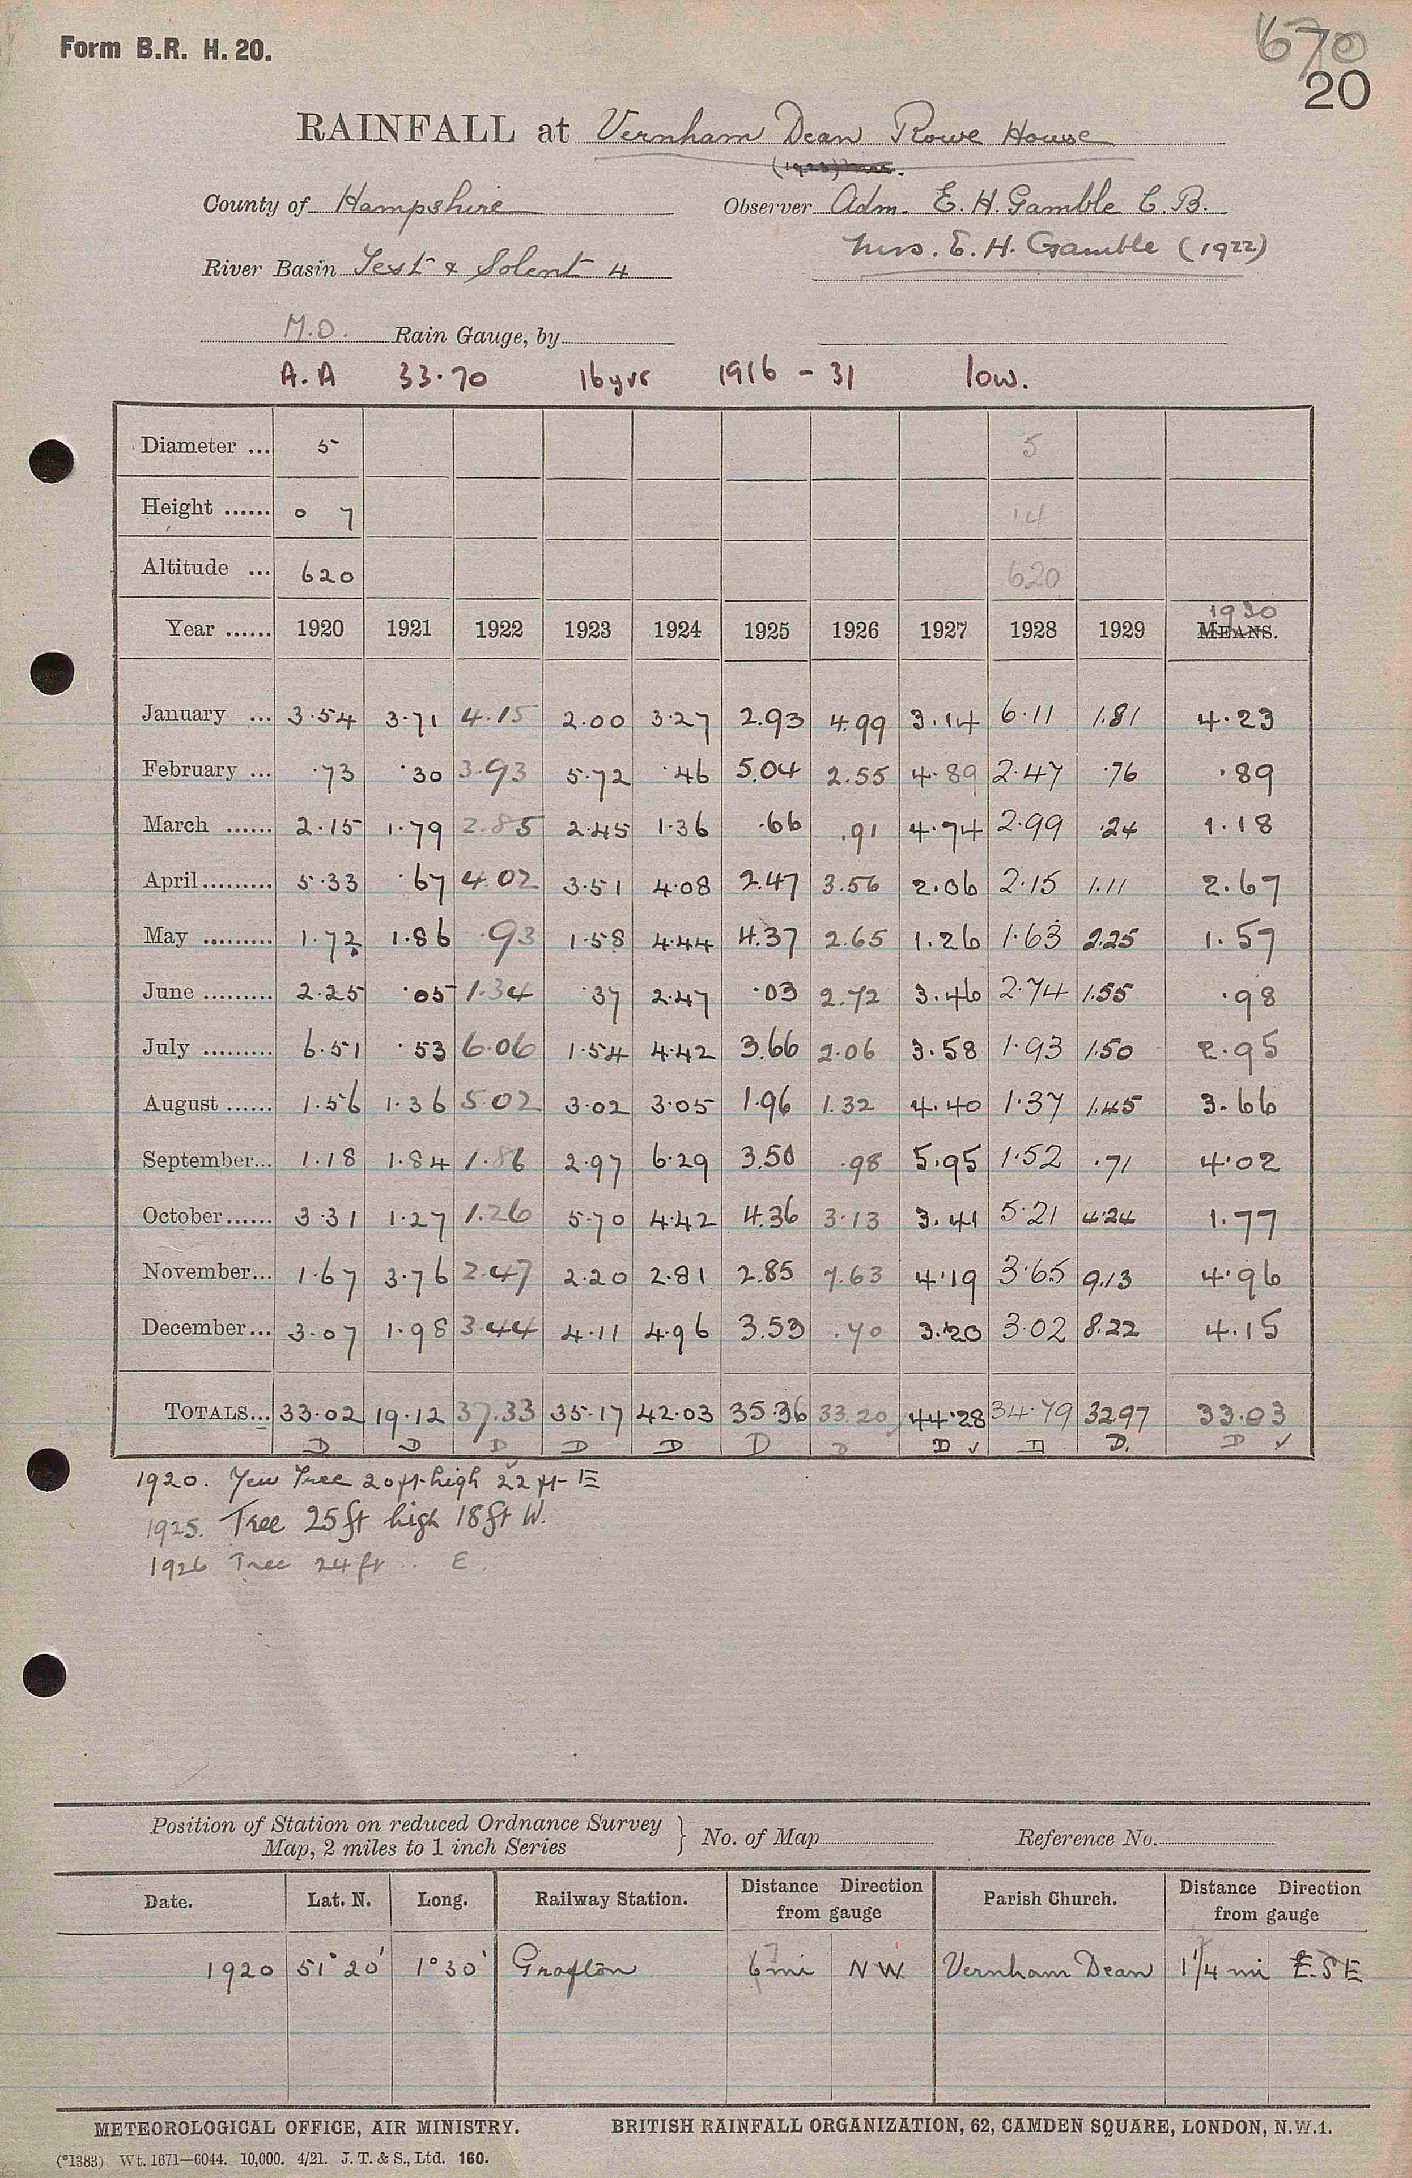 Form B.R. H. 20.
670
20
RAINFALL at Vernham Dean Rowe House
County of Hampshire Observer Adm. E. H. Gamble C.B.
Mrs. E. H. Gamble (1922)
River Basin Test & Solent 4
M.O. Rain Gauge, by
A.A 33.70 16yrs 1916 - 31 low.
Diameter ... 5 5
Height ...... 0 7 14
Altitude ... 620 620
1930
Year ...... 1920 1921 1922 1923 1924 1925 1926 1927 1928 1929 MEANS.
January ... 3.54 3.71 4.15 2.00 3.27 2.93 4.99 3.14 6.11 1.81 4.23
February ... .73 .30 3.93 5.72 .46 5.04 2.55 4.89 2.47 .76 .89
March ...... 2.15 1.79 2.85 2.45 1.36 .66 .91 4.74 2.99 .24 1.18
April ......... 5.33 .67 4.02 3.51 4.08 2.47 3.56 2.06 2.15 1.11 2.67
May ......... 1.72 1.86 .93 1.58 4.44 4.37 2.65 1.26 1.63 2.25 1.57
June ......... 2.25 .05 1.34 .37 2.47 .03 2.72 3.46 2.74 1.55 .98
July ......... 6.51 .53 6.06 1.54 4.42 3.66 2.06 3.58 1.93 1.50 2.95
August ...... 1.56 1.36 5.02 3.02 3.05 1.96 1.32 4.40 1.37 1.45 3.66
September... 1.18 1.84 1.86 2.97 6.29 3.50 .98 5.95 1.52 .71 4.02
October...... 3.31 1.27 1.26 5.70 4.42 4.36 3.13 3.41 5.21 4.24 1.77
November... 1.67 3.76 2.47 2.20 2.81 2.85 7.63 4.19 3.65 9.13 4.96
December... 3.07 1.98 3.44 4.11 4.96 3.53 .70 3.20 3.02 8.22 4.15
TOTALS... 33.02 19.12 37.33 35.17 42.03 35.36 33.20 44.28 34.79 32.97 33.03
D D D D D D D D ✓ D D. D ✓
1920. Yew Tree 20ft high 22 ft E
1925. Tree 25ft high 18ft W.
1926 Tree 24ft .. E.
Position of Station on reduced Ordnance Survey
Map, 2 miles to 1 inch Series } No. of Map Reference No.
Date. Lat. N. Long. Railway Station. Distance Direction from gauge Parish Church. Distance Direction from gauge
1920 51° 20' 1° 30' Grafton 6 mi NW Vernham Dean 1 1/4 mi E.S E
METEOROLOGICAL OFFICE, AIR MINISTRY. BRITISH RAINFALL ORGANIZATION, 62, CAMDEN SQUARE, LONDON, N.W.1.
(*1383) Wt. 1671—6044. 10,000. 4/21. J. T. & S., Ltd. 160.